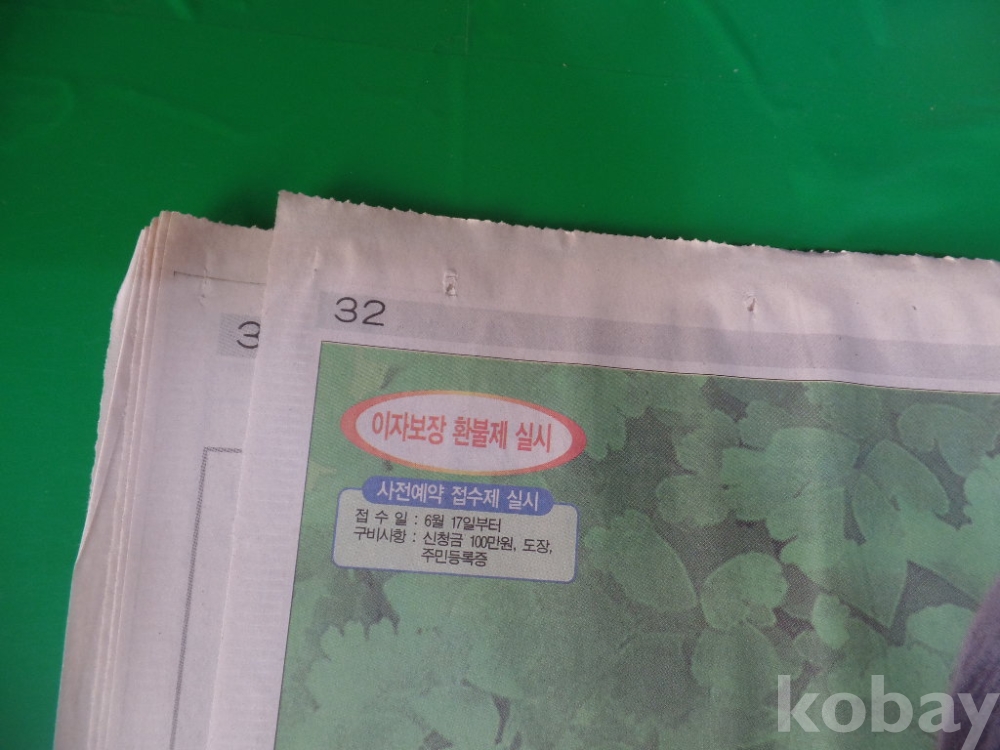 32
3
이자보장 환불제 실시
사전예약 접수제 실시
접 수 일 : 6월 17일부터
구비사항 : 신청금 100만원, 도장,
주민등록증
kobay